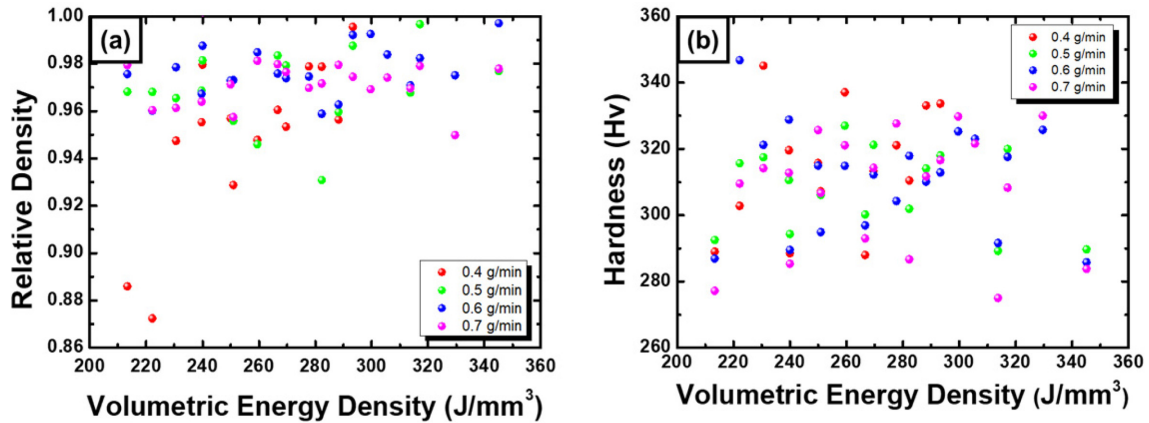 (a)
1.00
0.98
0.96
0.94
0.92
0.90
0.88
0.86
Relative Density
0.4 g/min
0.5 g/min
0.6 g/min
0.7 g/min
200 220 240 260 280 300 320 340 360
Volumetric Energy Density (J/mm³)
(b)
360
340
320
300
280
260
Hardness (Hv)
0.4 g/min
0.5 g/min
0.6 g/min
0.7 g/min
200 220 240 260 280 300 320 340 360
Volumetric Energy Density (J/mm³)